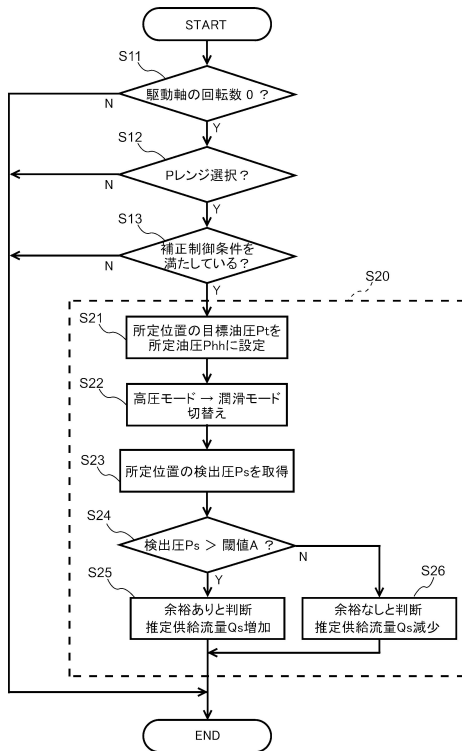 START
S11
駆動軸の回転数 0 ?
N
Y
S12
Pレンジ選択?
N
Y
S13
補正制御条件を
満たしている?
N
Y
S20
S21
所定位置の目標油圧Ptを
所定油圧Phhに設定
S22
高圧モード → 潤滑モード
切替え
S23
所定位置の検出圧Psを取得
S24
検出圧Ps > 閾値A ?
N
Y
S25
余裕ありと判断
推定供給流量Qs増加
S26
余裕なしと判断
推定供給流量Qs減少
END